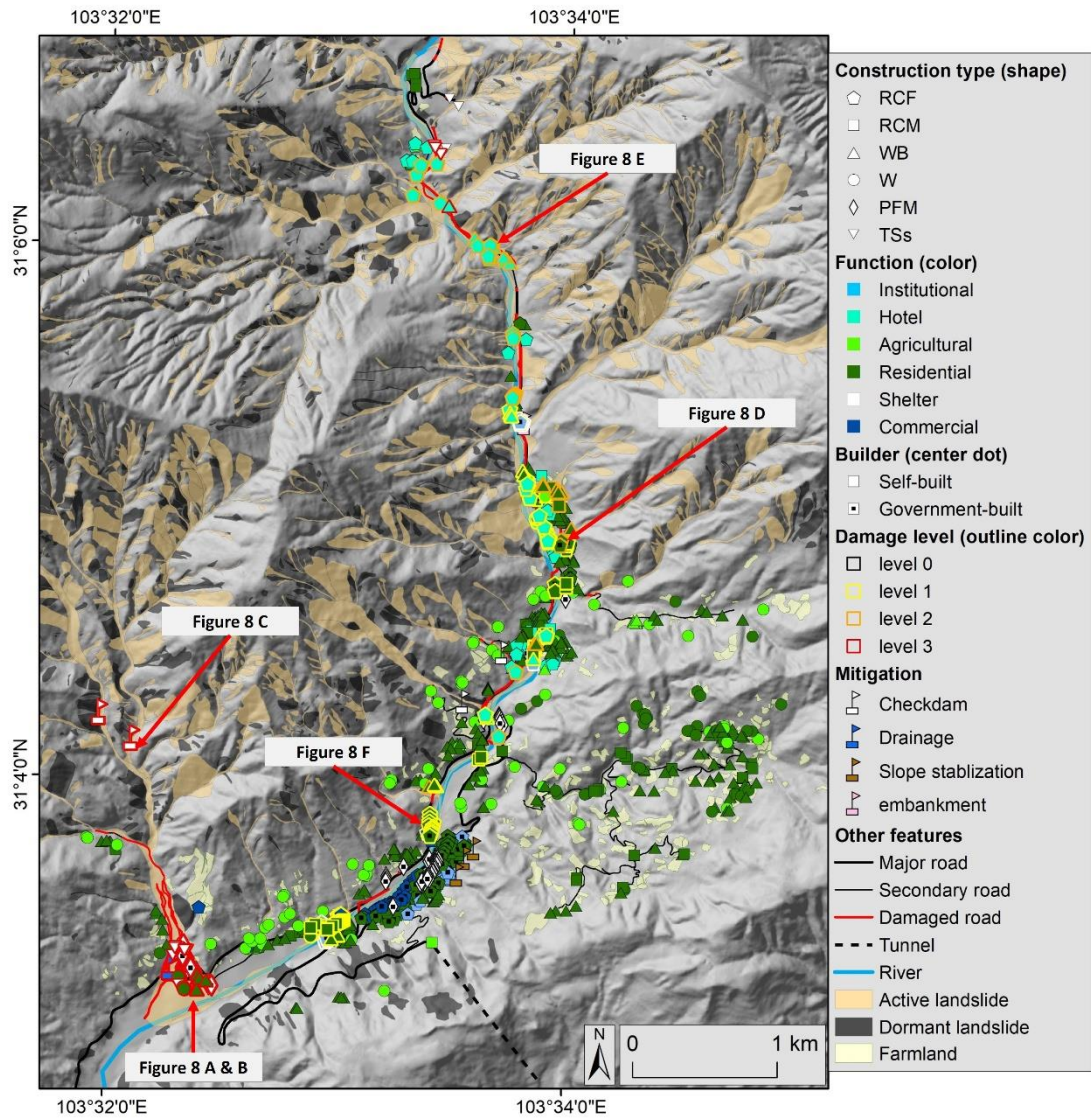 103°32'0"E
103°34'0"E
Figure 8 E
31°6'0"N
Figure 8 D
Figure 8 C
Figure 8 F
31°4'0"N
Figure 8 A & B
N
0
1 km
103°32'0"E
103°34'0"E
Construction type (shape)
RCF
RCM
WB
W
PFM
TSs
Function (color)
Institutional
Hotel
Agricultural
Residential
Shelter
Commercial
Builder (center dot)
Self-built
Government-built
Damage level (outline color)
level 0
level 1
level 2
level 3
Mitigation
Checkdam
Drainage
Slope stablization
embankment
Other features
Major road
Secondary road
Damaged road
Tunnel
River
Active landslide
Dormant landslide
Farmland